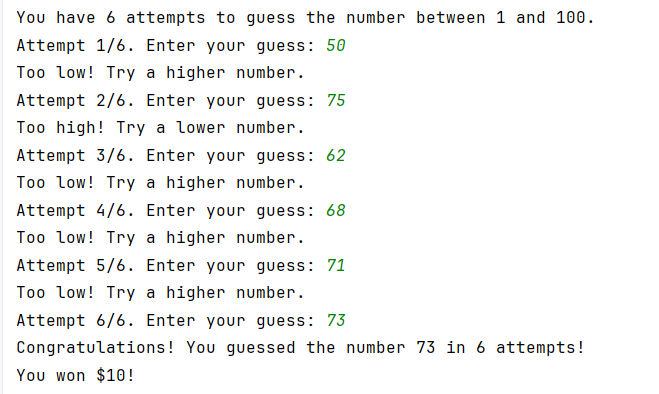 You have 6 attempts to guess the number between 1 and 100.
Attempt 1/6. Enter your guess: 50
Too low! Try a higher number.
Attempt 2/6. Enter your guess: 75
Too high! Try a lower number.
Attempt 3/6. Enter your guess: 62
Too low! Try a higher number.
Attempt 4/6. Enter your guess: 68
Too low! Try a higher number.
Attempt 5/6. Enter your guess: 71
Too low! Try a higher number.
Attempt 6/6. Enter your guess: 73
Congratulations! You guessed the number 73 in 6 attempts!
You won $10!